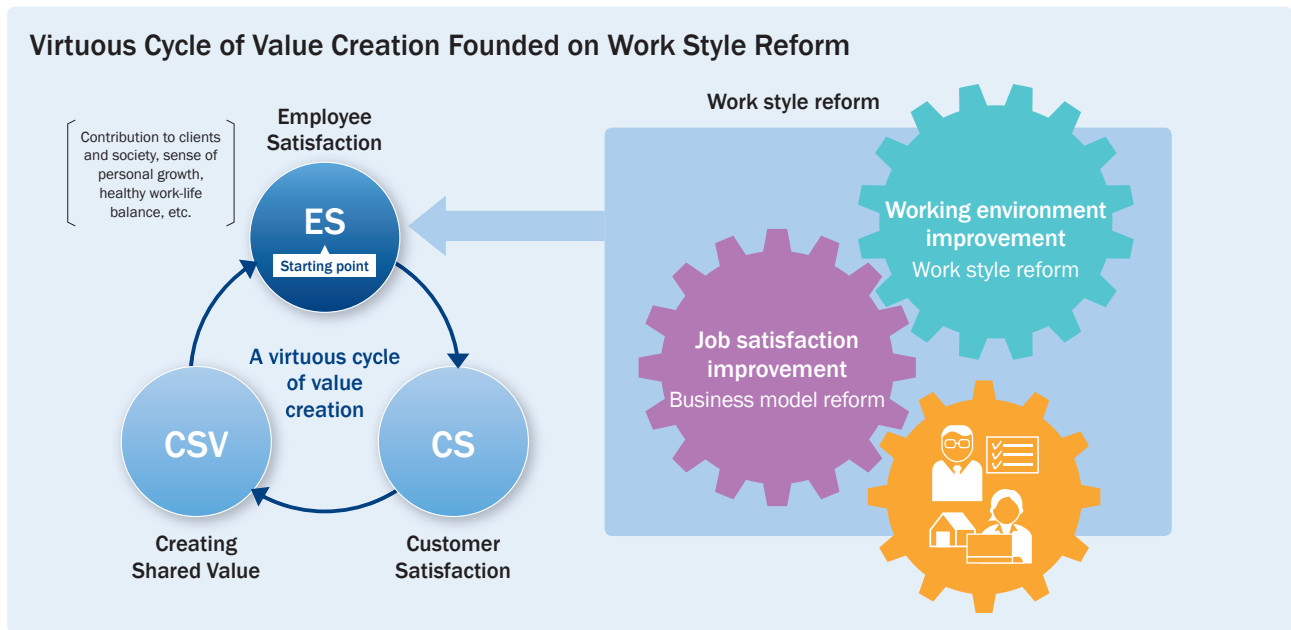 Virtuous Cycle of Value Creation Founded on Work Style Reform
Contribution to clients
and society, sense of
personal growth,
healthy work-life
balance, etc.
Employee
Satisfaction
ES
Starting point
A virtuous cycle
of value
creation
CSV
CS
Creating
Shared Value
Customer
Satisfaction
Work style reform
Working environment
improvement
Work style reform
Job satisfaction
improvement
Business model reform